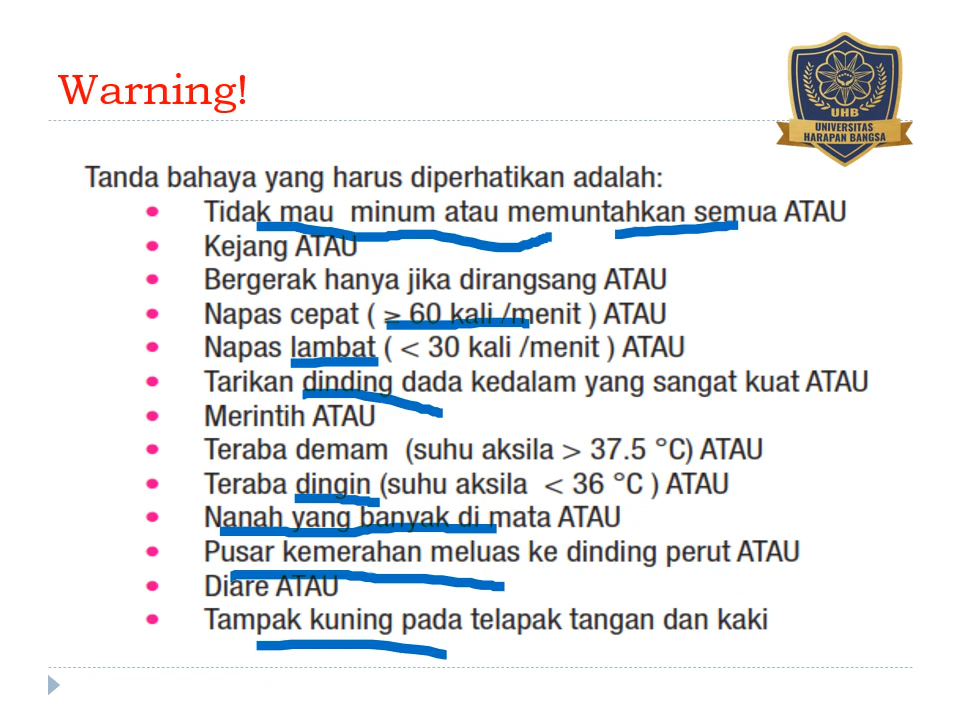 Warning!
UHB
UNIVERSITAS
HARAPAN BANGSA
Tanda bahaya yang harus diperhatikan adalah:
• Tidak mau minum atau memuntahkan semua ATAU
• Kejang ATAU
• Bergerak hanya jika dirangsang ATAU
• Napas cepat ( ≥ 60 kali /menit ) ATAU
• Napas lambat ( < 30 kali /menit ) ATAU
• Tarikan dinding dada kedalam yang sangat kuat ATAU
• Merintih ATAU
• Teraba demam (suhu aksila > 37.5 °C) ATAU
• Teraba dingin (suhu aksila < 36 °C ) ATAU
• Nanah yang banyak di mata ATAU
• Pusar kemerahan meluas ke dinding perut ATAU
• Diare ATAU
• Tampak kuning pada telapak tangan dan kaki